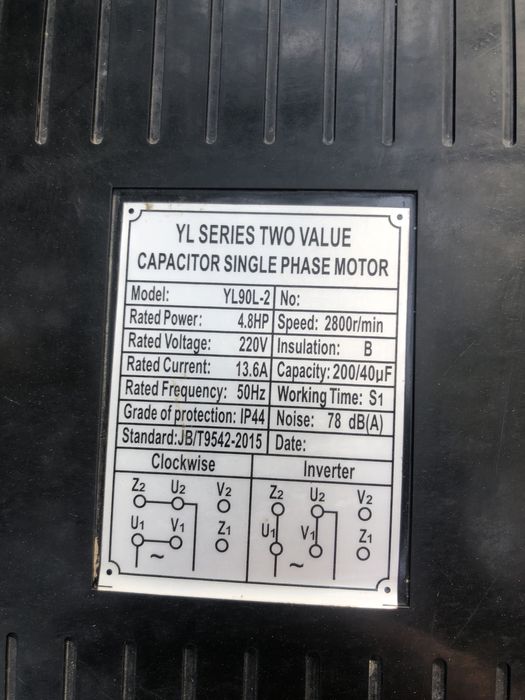 YL SERIES TWO VALUE
CAPACITOR SINGLE PHASE MOTOR
Model: YL90L-2 No:
Rated Power: 4.8HP Speed: 2800r/min
Rated Voltage: 220V Insulation: B
Rated Current: 13.6A Capacity: 200/40μF
Rated Frequency: 50Hz Working Time: S1
Grade of protection: IP44 Noise: 78 dB(A)
Standard:JB/T9542-2015 Date:
Clockwise Inverter
Z2 U2 V2 Z2 U2 V2
U1 V1 Z1 U1 V1 Z1
~ ~